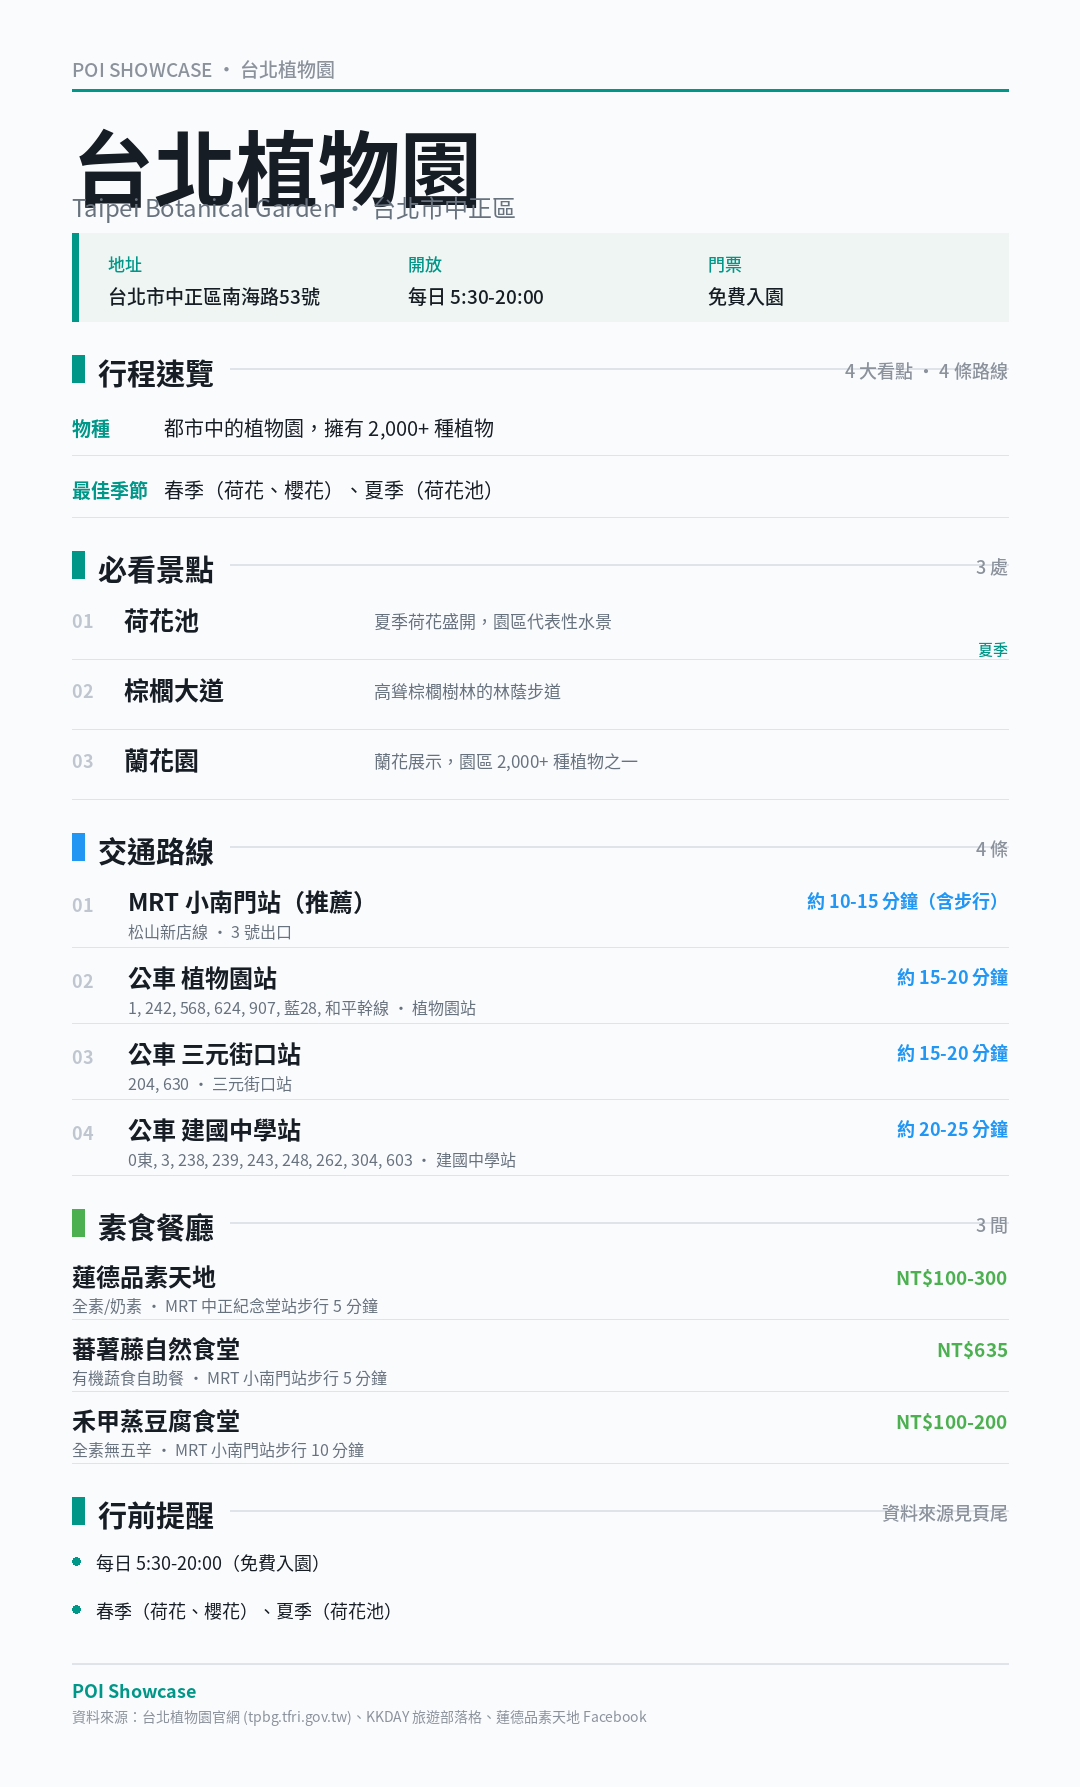 POI SHOWCASE ・ 台北植物園
台北植物園
Taipei Botanical Garden ・ 台北市中正區
地址 開放 門票
台北市中正區南海路53號 每日 5:30-20:00 免費入園
行程速覽 4 大看點 ・ 4 條路線
物種 都市中的植物園，擁有 2,000+ 種植物
最佳季節 春季（荷花、櫻花）、夏季（荷花池）
必看景點 3 處
01 荷花池 夏季荷花盛開，園區代表性水景
夏季
02 棕櫚大道 高聳棕櫚樹林的林蔭步道
03 蘭花園 蘭花展示，園區 2,000+ 種植物之一
交通路線 4 條
01 MRT 小南門站（推薦） 約 10-15 分鐘（含步行）
松山新店線 ・ 3 號出口
02 公車 植物園站 約 15-20 分鐘
1, 242, 568, 624, 907, 藍28, 和平幹線 ・ 植物園站
03 公車 三元街口站 約 15-20 分鐘
204, 630 ・ 三元街口站
04 公車 建國中學站 約 20-25 分鐘
0東, 3, 238, 239, 243, 248, 262, 304, 603 ・ 建國中學站
素食餐廳 3 間
蓮德品素天地 NT$100-300
全素/奶素 ・ MRT 中正紀念堂站步行 5 分鐘
蕃薯藤自然食堂 NT$635
有機蔬食自助餐 ・ MRT 小南門站步行 5 分鐘
禾甲蒸豆腐食堂 NT$100-200
全素無五辛 ・ MRT 小南門站步行 10 分鐘
行前提醒 資料來源見頁尾
每日 5:30-20:00（免費入園）
春季（荷花、櫻花）、夏季（荷花池）
POI Showcase
資料來源：台北植物園官網 (tpbg.tfri.gov.tw)、KKDAY 旅遊部落格、蓮德品素天地 Facebook